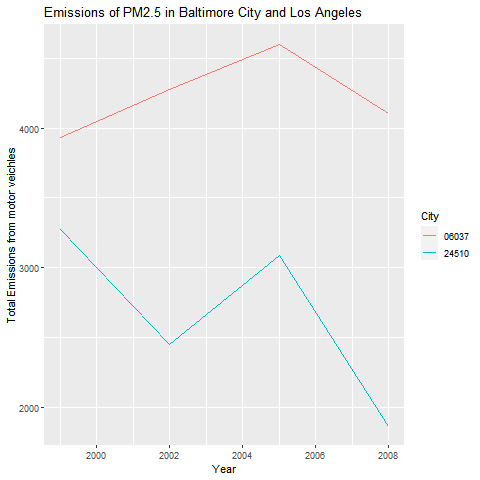 Emissions of PM2.5 in Baltimore City and Los Angeles
Total Emissions from motor veichles
4000
3000
2000
2000
2002
2004
2006
2008
Year
City
06037
24510